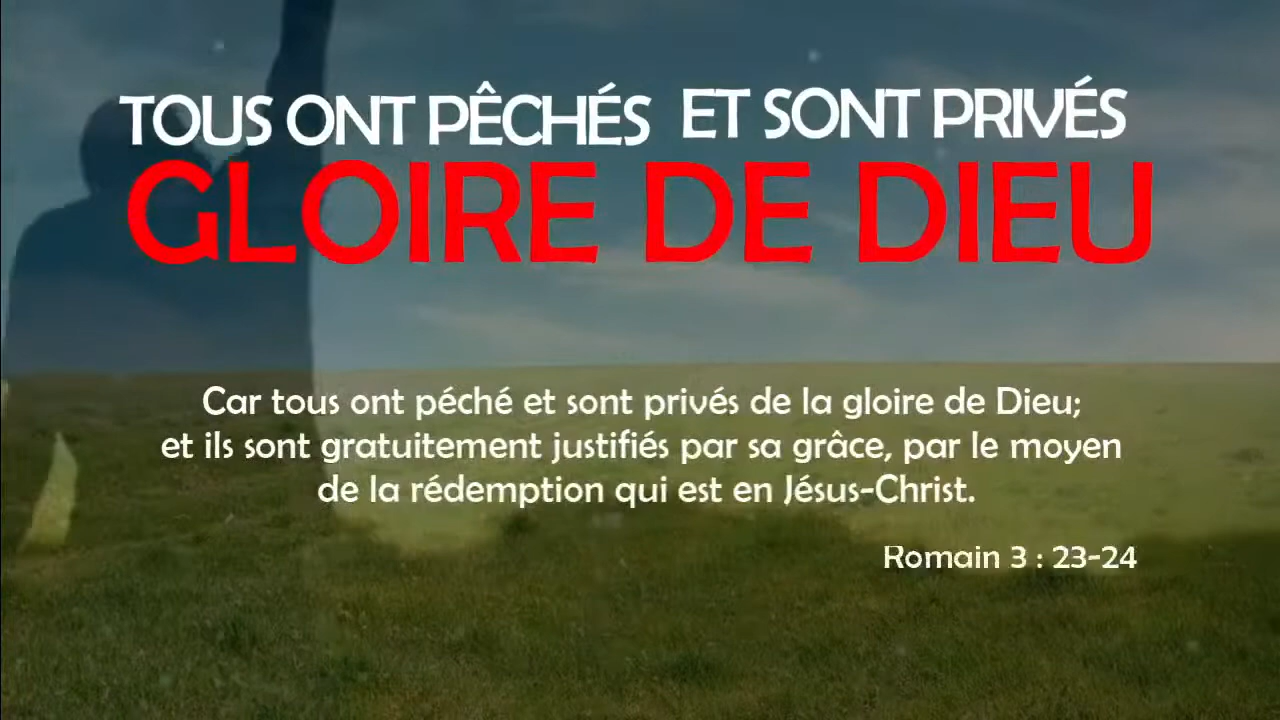 TOUS ONT PÊCHÉS ET SONT PRIVÉS
GLOIRE DE DIEU
Car tous ont péché et sont privés de la gloire de Dieu;
et ils sont gratuitement justifiés par sa grâce, par le moyen
de la rédemption qui est en Jésus-Christ.
Romain 3 : 23-24